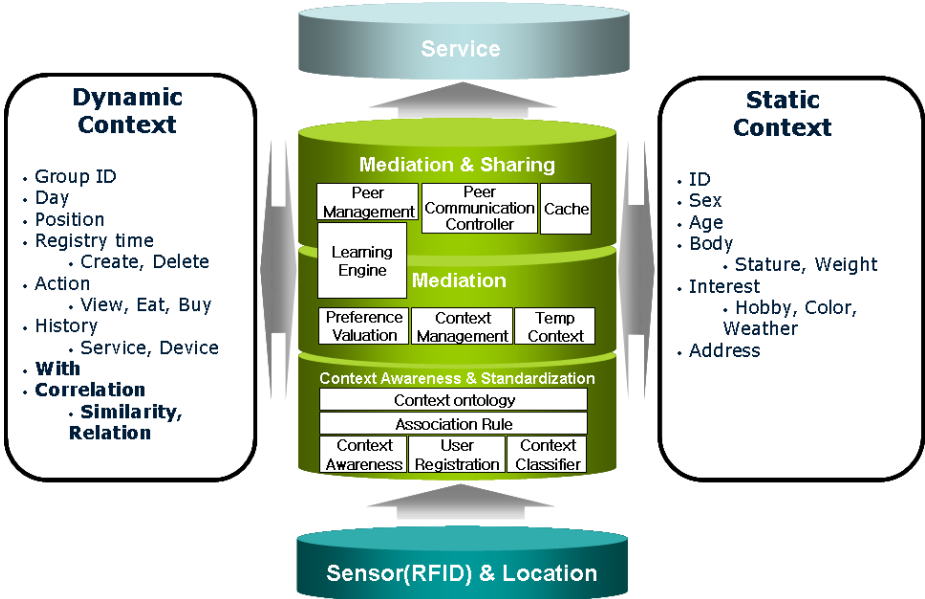 Service
Dynamic
Context
• Group ID
• Day
• Position
• Registry time
• Create, Delete
• Action
• View, Eat, Buy
• History
• Service, Device
• With
• Correlation
• Similarity,
Relation
Mediation & Sharing
Peer
Management
Peer
Communication
Controller
Cache
Learning
Engine
Mediation
Preference
Valuation
Context
Management
Temp
Context
Context Awareness & Standardization
Context ontology
Association Rule
Context
Awareness
User
Registration
Context
Classifier
Static
Context
• ID
• Sex
• Age
• Body
• Stature, Weight
• Interest
• Hobby, Color,
Weather
• Address
Sensor(RFID) & Location